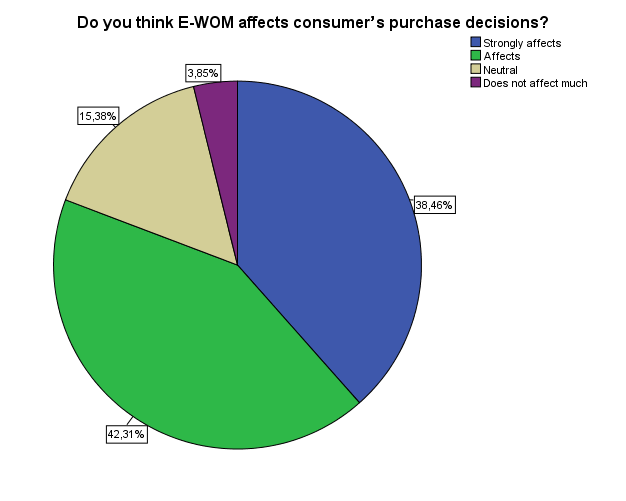 Do you think E-WOM affects consumer's purchase decisions?
Strongly affects
Affects
Neutral
Does not affect much
3,85%
15,38%
38,46%
42,31%